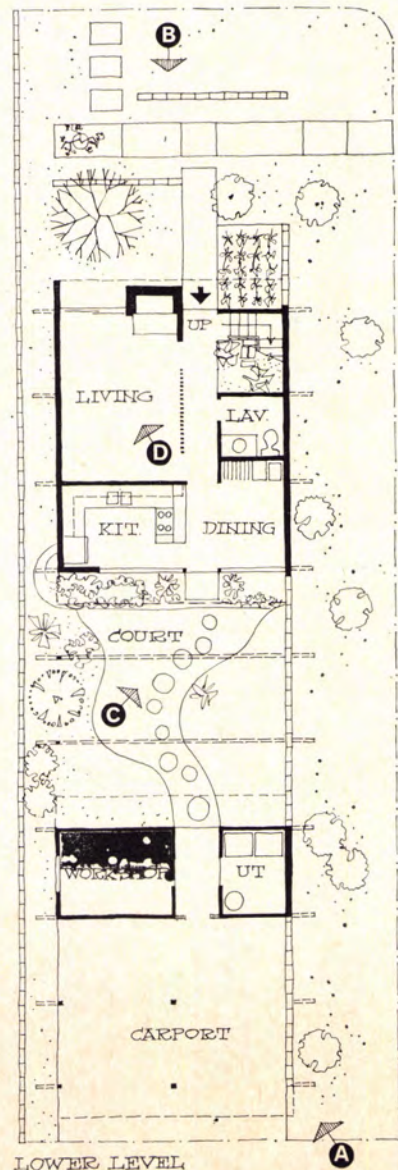 B
UP
LIVING
LAV.
D
KIT.
DINING
COURT
C
WORKSHOP
UT
CARPORT
A
LOWER LEVEL